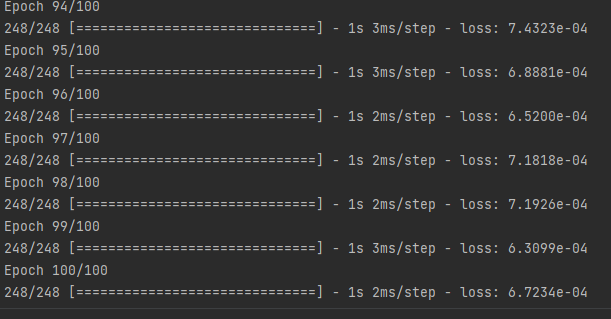 Epoch 94/100
248/248 [==============================] - 1s 3ms/step - loss: 7.4323e-04
Epoch 95/100
248/248 [==============================] - 1s 3ms/step - loss: 6.8881e-04
Epoch 96/100
248/248 [==============================] - 1s 2ms/step - loss: 6.5200e-04
Epoch 97/100
248/248 [==============================] - 1s 2ms/step - loss: 7.1818e-04
Epoch 98/100
248/248 [==============================] - 1s 2ms/step - loss: 7.1926e-04
Epoch 99/100
248/248 [==============================] - 1s 3ms/step - loss: 6.3099e-04
Epoch 100/100
248/248 [==============================] - 1s 2ms/step - loss: 6.7234e-04